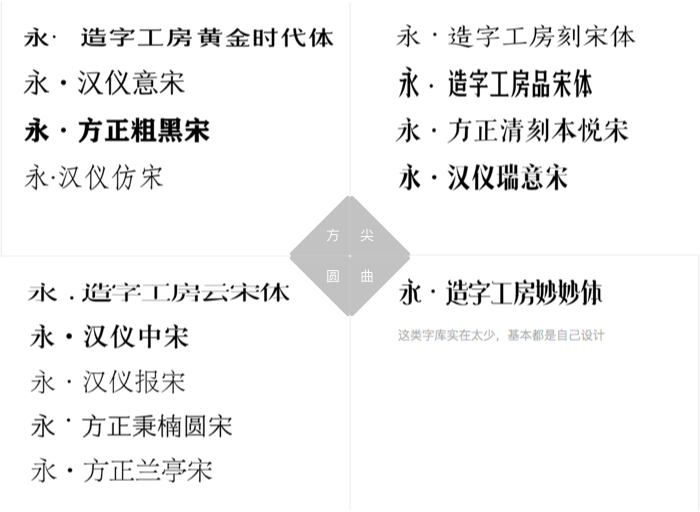 永· 造字工房黄金时代体
永·汉仪意宋
永·方正粗黑宋
永·汉仪仿宋
永·造字工房刻宋体
永·造字工房品宋体
永·方正清刻本悦宋
永·汉仪瑞意宋
方 尖
圆 曲
永.造字工房云宋体
永·汉仪中宋
永·汉仪报宋
永·方正秉楠圆宋
永·方正兰亭宋
永·造字工房妙妙体
这类字库实在太少，基本都是自己设计